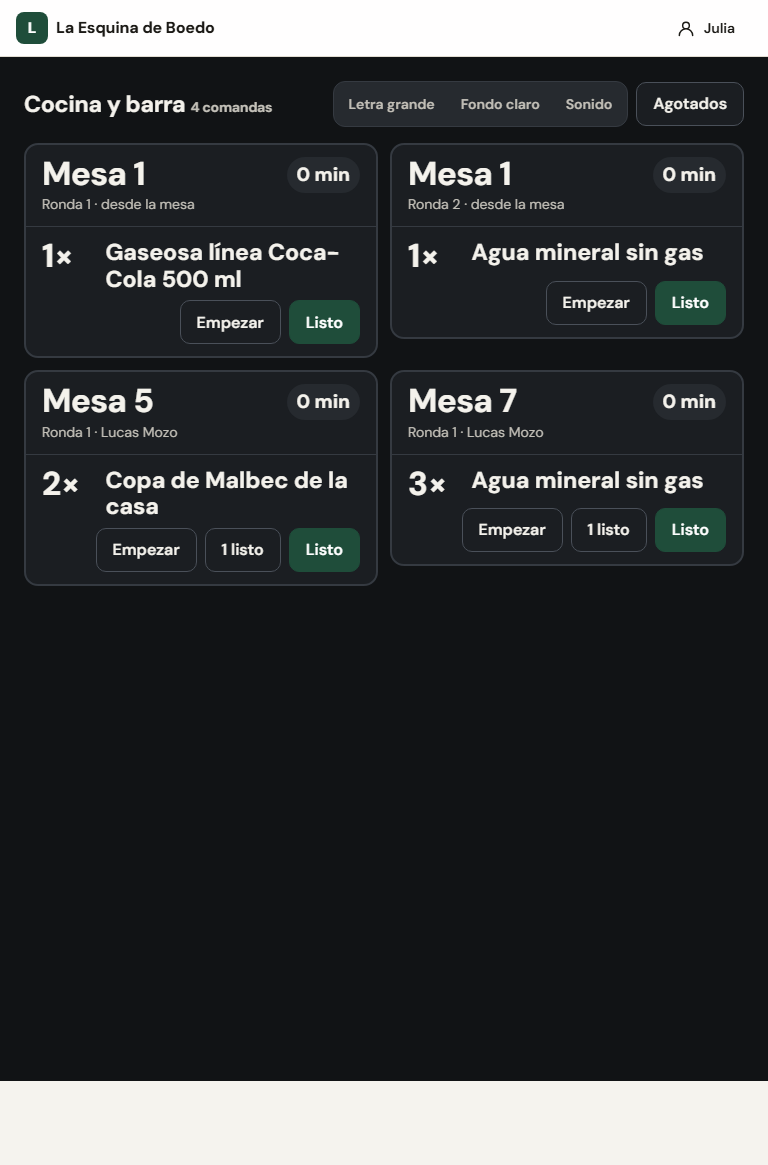 L La Esquina de Boedo
Julia
Cocina y barra 4 comandas
Letra grande Fondo claro Sonido
Agotados
Mesa 1
0 min
Ronda 1 · desde la mesa
1× Gaseosa línea Coca-
Cola 500 ml
Empezar Listo
Mesa 1
0 min
Ronda 2 · desde la mesa
1× Agua mineral sin gas
Empezar Listo
Mesa 5
0 min
Ronda 1 · Lucas Mozo
2× Copa de Malbec de la
casa
Empezar 1 listo Listo
Mesa 7
0 min
Ronda 1 · Lucas Mozo
3× Agua mineral sin gas
Empezar 1 listo Listo